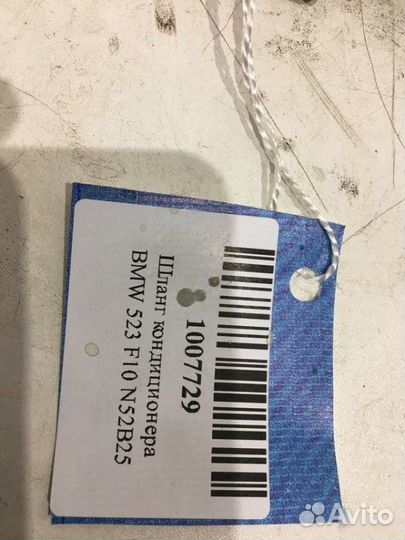 1007729
Шланг кондиционера
BMW 523 F10 N52B25
Avito